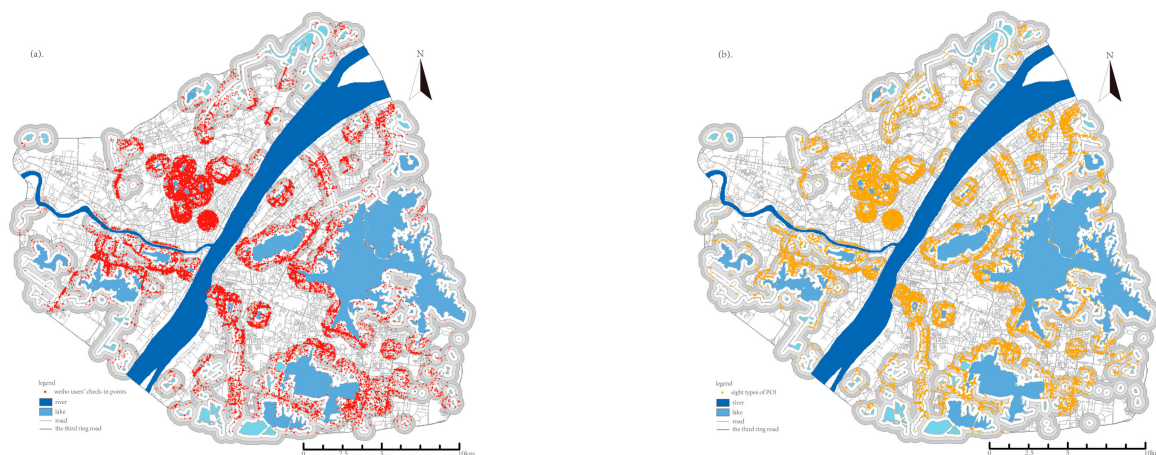 (a).
N
legend
weibo users' check-in points
river
lake
road
the third ring road
0 2.5 5 10km
(b).
N
legend
eight types of POI
river
lake
road
the third ring road
0 2.5 5 10km